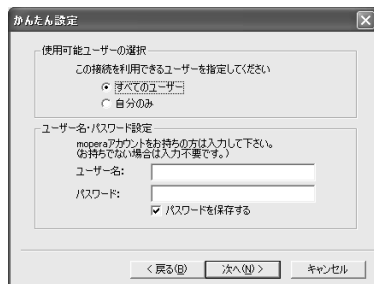 かんたん設定
使用可能ユーザーの選択
この接続を利用できるユーザーを指定してください
すべてのユーザー
自分のみ
ユーザー名・パスワード設定
moperaアカウントをお持ちの方は入力して下さい。
(お持ちでない場合は入力不要です。)
ユーザー名:
パスワード:
パスワードを保存する
< 戻る(B)
次へ(N) >
キャンセル